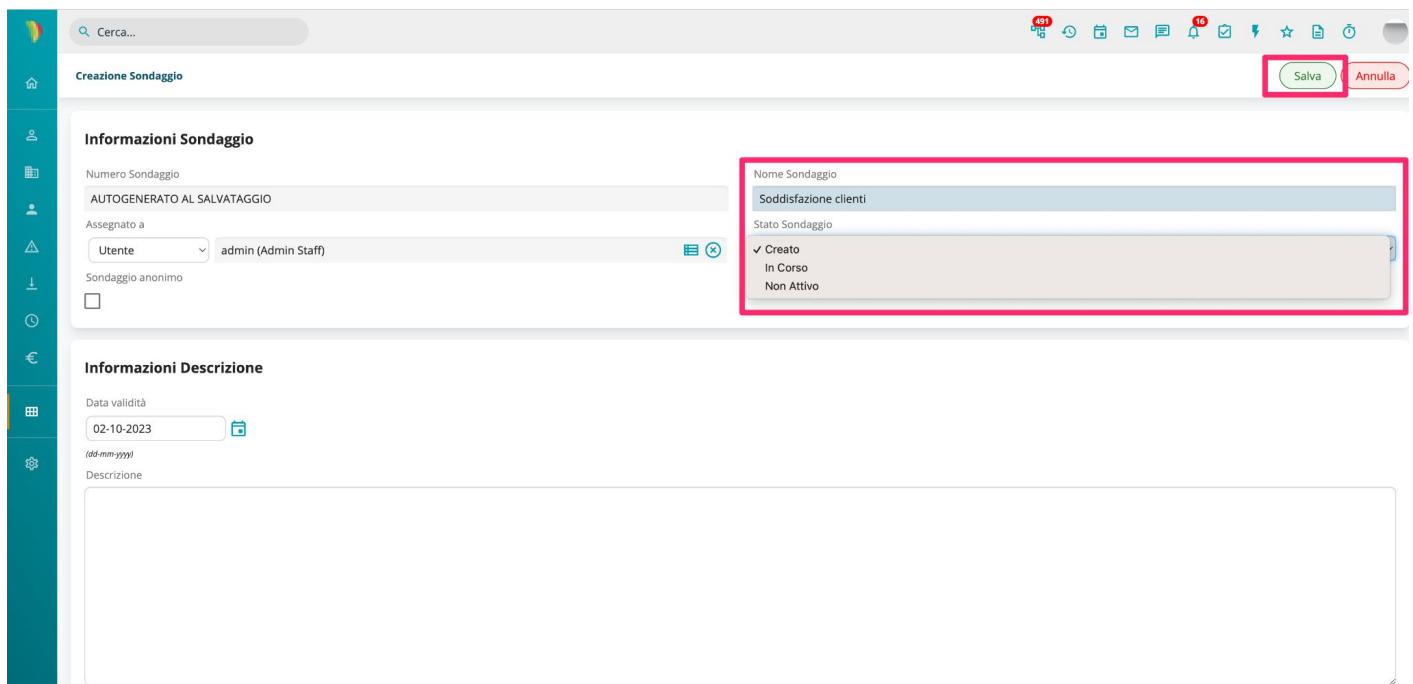 Cerca...
491
16
Creazione Sondaggio
Salva
Annulla
Informazioni Sondaggio
Numero Sondaggio
AUTOGENERATO AL SALVATAGGIO
Nome Sondaggio
Soddisfazione clienti
Assegnato a
Utente
admin (Admin Staff)
Stato Sondaggio
✓ Creato
In Corso
Non Attivo
Sondaggio anonimo
Informazioni Descrizione
Data validità
02-10-2023
(dd-mm-yyyy)
Descrizione